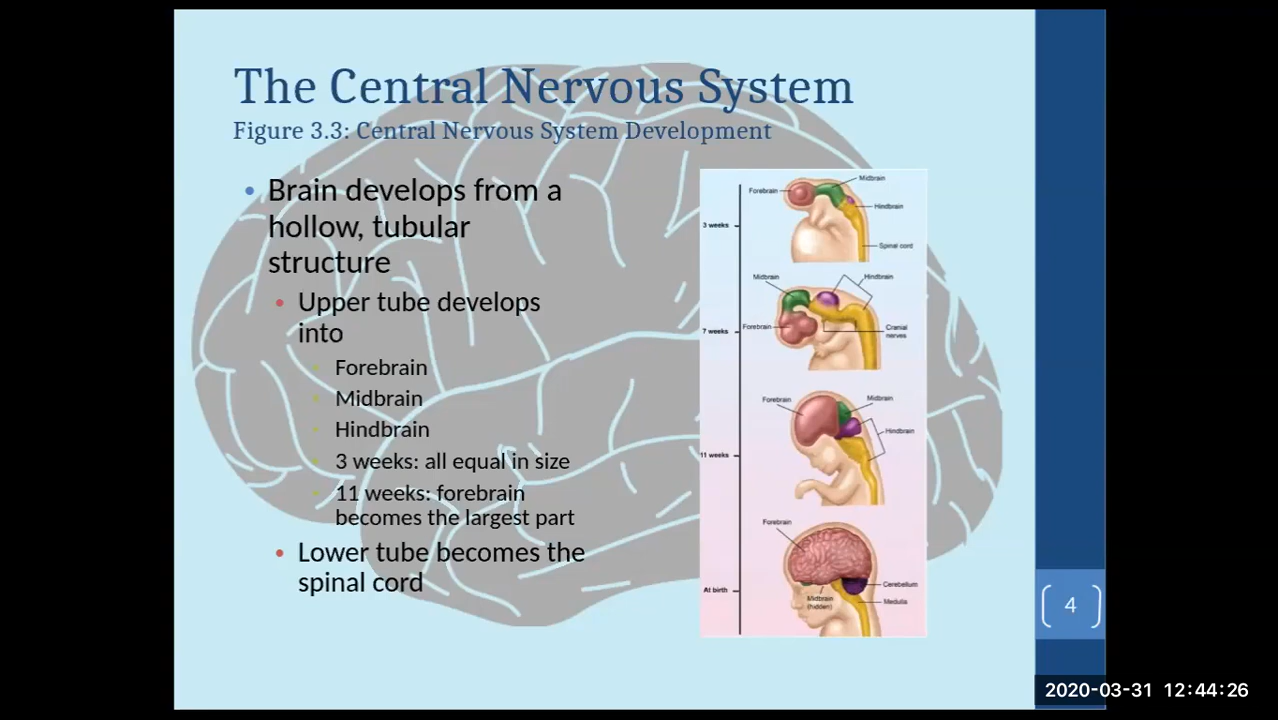 The Central Nervous System
Figure 3.3: Central Nervous System Development
Brain develops from a
hollow, tubular
structure
Upper tube develops
into
Forebrain
Midbrain
Hindbrain
3 weeks: all equal in size
11 weeks: forebrain
becomes the largest part
Lower tube becomes the
spinal cord
Midbrain
Forebrain
Hindbrain
3 weeks
Spinal cord
Midbrain
Hindbrain
Forebrain
7 weeks
Cranial
nerves
Forebrain
Midbrain
Hindbrain
11 weeks
Forebrain
Cerebellum
At birth
Midbrain
(hidden)
Medulla
4
2020-03-31 12:44:26